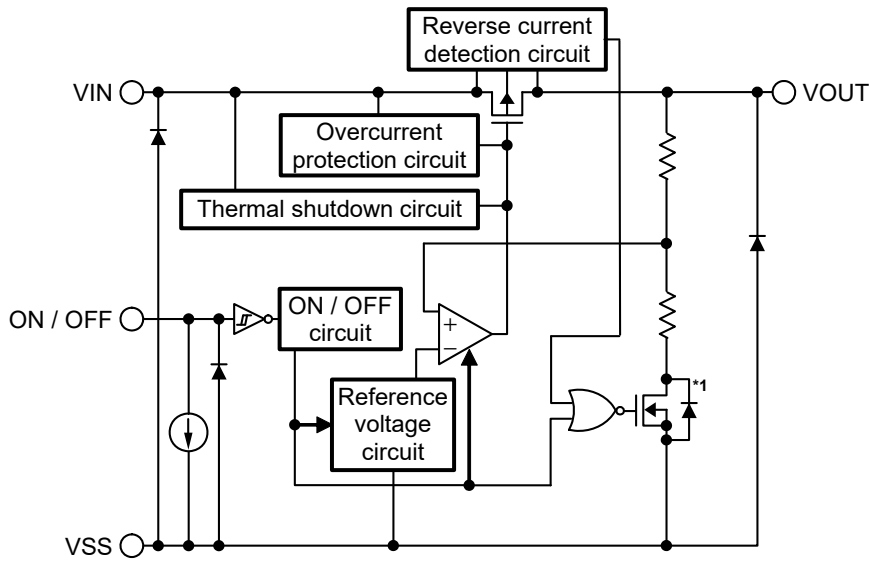 Reverse current
detection circuit
VIN
VOUT
Overcurrent
protection circuit
Thermal shutdown circuit
ON / OFF
ON / OFF
circuit
+
−
*1
Reference
voltage
circuit
VSS